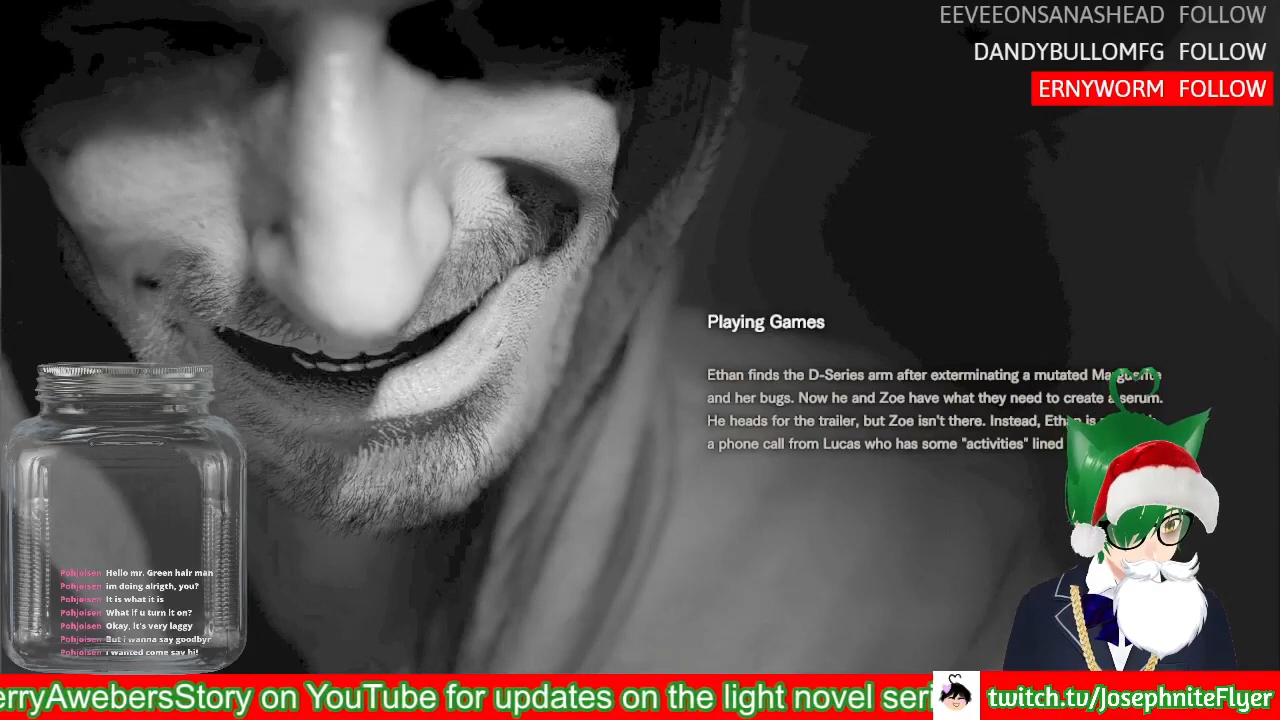 EEVEEONSANASHEAD FOLLOW
DANDYBULLOMFG FOLLOW
ERNYWORM FOLLOW
Playing Games
Ethan finds the D-Series arm after exterminating a mutated Marguerite
and her bugs. Now he and Zoe have what they need to create a serum.
He heads for the trailer, but Zoe isn't there. Instead, Ethan is
a phone call from Lucas who has some "activities" lined
Pohjoisen Hello mr. Green hair man
Pohjoisen im doing alrigth, you?
Pohjoisen It is what it is
Pohjoisen What if u turn it on?
Pohjoisen Okay, it's very laggy
Pohjoisen But i wanna say goodbyr
Pohjoisen I wanted come say hi!
erryAwebersStory on YouTube for updates on the light novel seri
twitch.tv/JosephniteFlyer